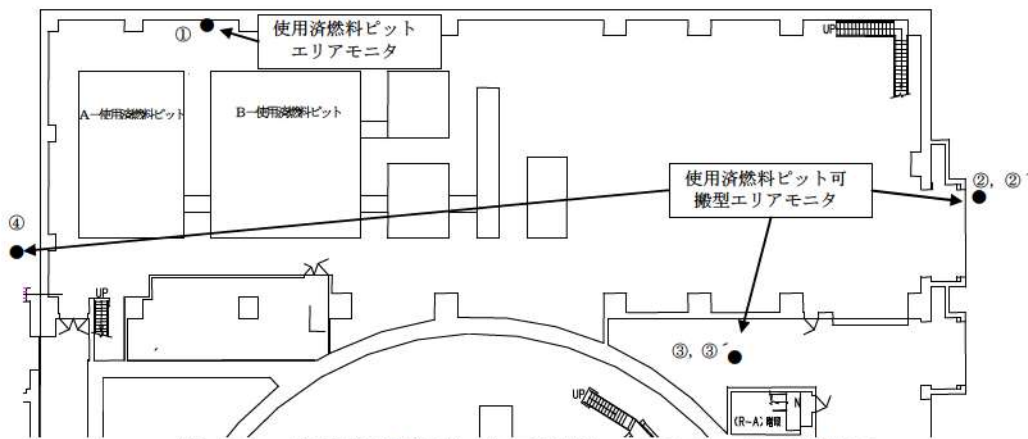 ①
使用済燃料ピット
エリアモニタ
UP
A－使用済燃料ピット
B－使用済燃料ピット
使用済燃料ピット可
搬型エリアモニタ
②, ②´
④
UP
③, ③´
UP
N
(R-A)階段